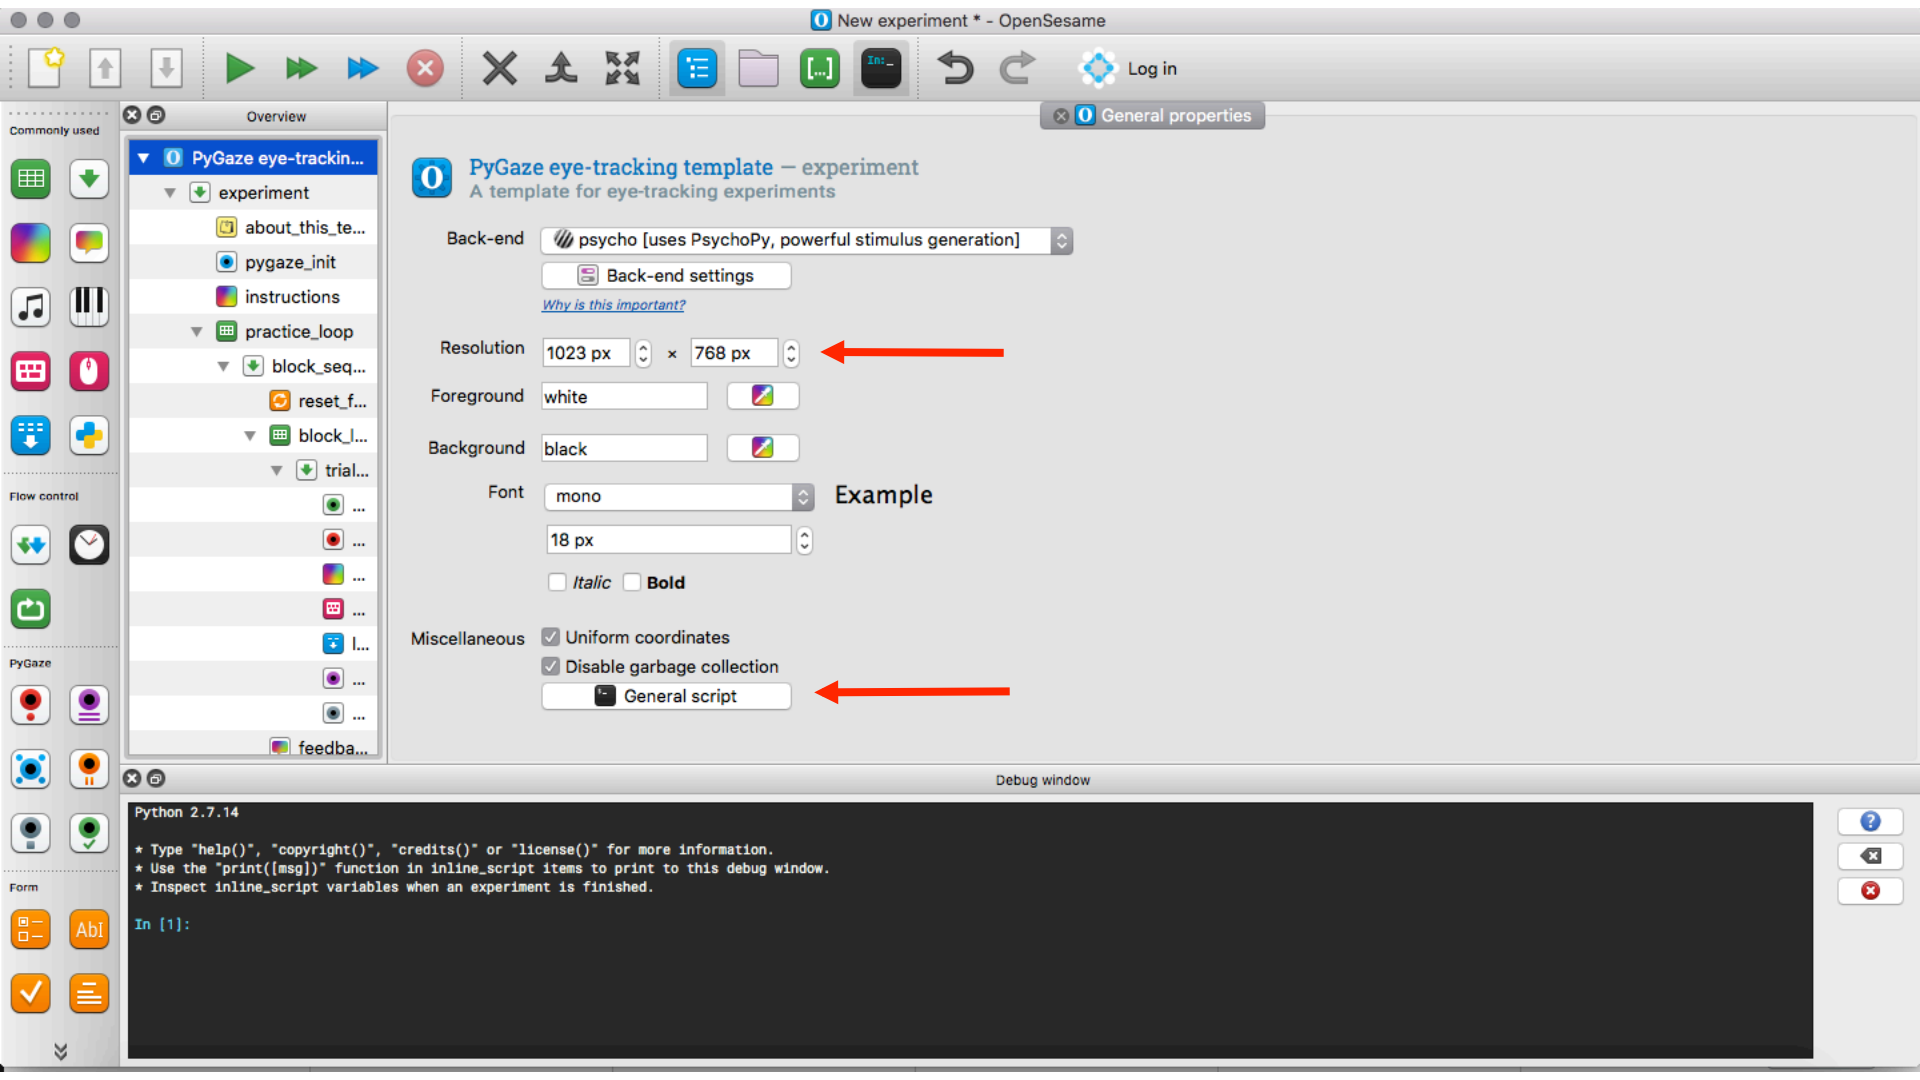 New experiment * - OpenSesame
In:_
[...]
Log in
Commonly used
Overview
General properties
PyGaze eye-trackin...
experiment
about_this_te...
pygaze_init
instructions
practice_loop
block_seq...
reset_f...
block_l...
trial...
...
...
...
...
l...
...
...
feedba...
Flow control
PyGaze
Form
AbI
PyGaze eye-tracking template — experiment
A template for eye-tracking experiments
Back-end
psycho [uses PsychoPy, powerful stimulus generation]
Back-end settings
Why is this important?
Resolution 1023 px × 768 px
Foreground white
Background black
Font mono Example
18 px
Italic Bold
Miscellaneous Uniform coordinates
Disable garbage collection
General script
Debug window
Python 2.7.14
* Type "help()", "copyright()", "credits()" or "license()" for more information.
* Use the "print([msg])" function in inline_script items to print to this debug window.
* Inspect inline_script variables when an experiment is finished.
In [1]: